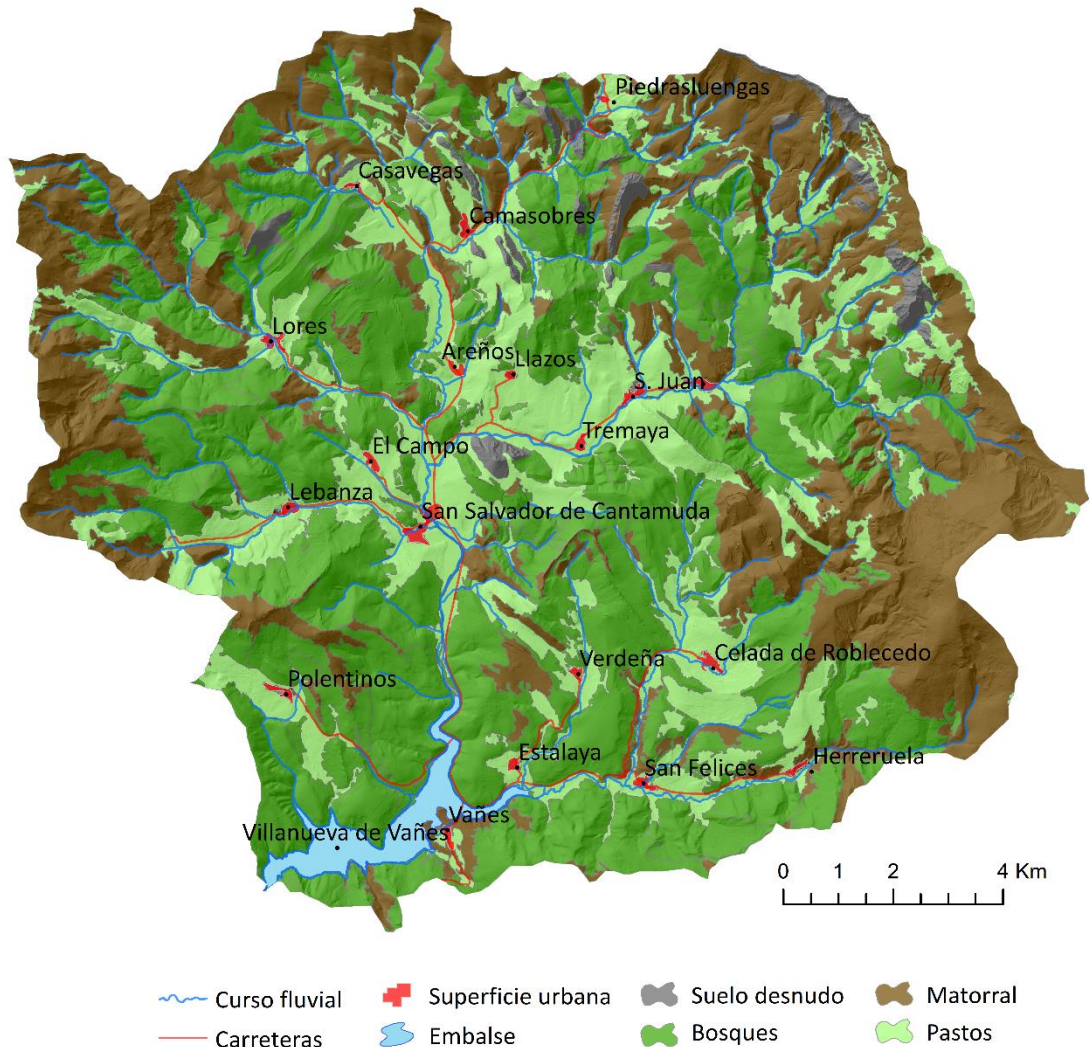 Piedrasluengas
Casavegas
Camasobres
Lores
Areños
Llazos
S. Juan
Tremaya
El Campo
Lebanza
San Salvador de Cantamuda
Verdeña
Celada de Roblecedo
Polentinos
Estalaya
San Felices
Herreruela
Vañes
Villanueva de Vañes
0 2 4 Km
Curso fluvial Superficie urbana Suelo desnudo Matorral
Carreteras Embalse Bosques Pastos